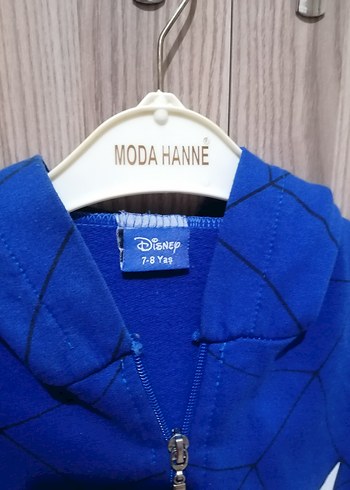 MODA HANNE
Disney
7-8 Yaş